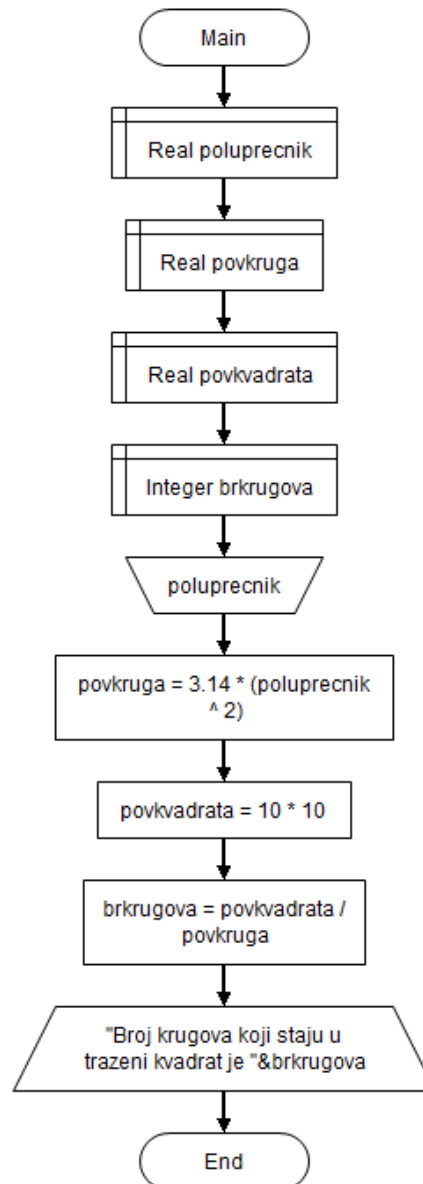 Main
Real poluprecnik
Real povkruga
Real povkvadrata
Integer brkrugova
poluprecnik
povkruga = 3.14 * (poluprecnik
^ 2)
povkvadrata = 10 * 10
brkrugova = povkvadrata /
povkruga
"Broj krugova koji staju u
trazeni kvadrat je "&brkrugova
End